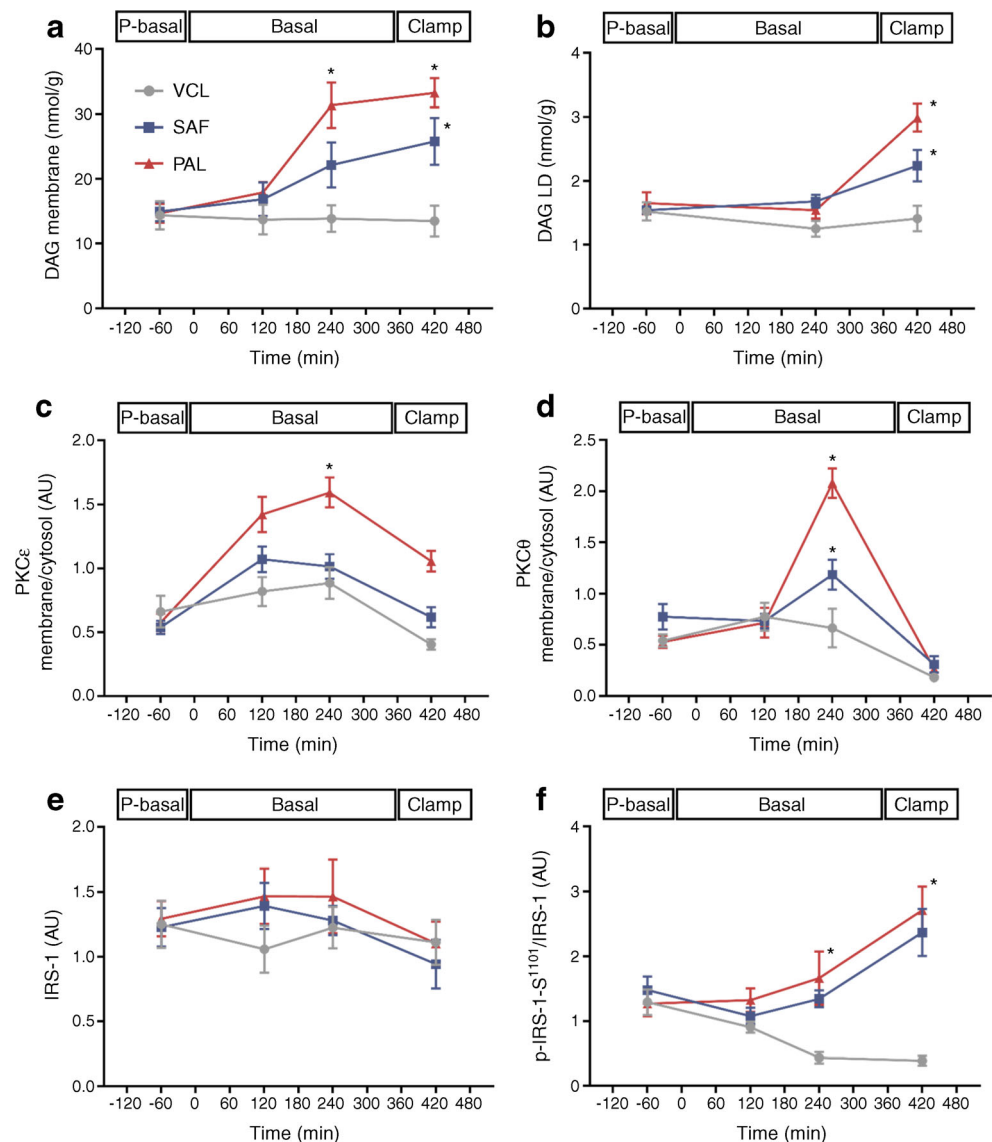 a
P-basal Basal Clamp
DAG membrane (nmol/g)
40
30
20
10
0
VCL
SAF
PAL
* *
*
-120 -60 0 60 120 180 240 300 360 420 480
Time (min)
b
P-basal Basal Clamp
DAG LD (nmol/g)
4
3
2
1
0
*
*
-120 -60 0 60 120 180 240 300 360 420 480
Time (min)
c
P-basal Basal Clamp
PKCε
membrane/cytosol (AU)
2.0
1.5
1.0
0.5
0.0
*
-120 -60 0 60 120 180 240 300 360 420 480
Time (min)
d
P-basal Basal Clamp
PKCθ
membrane/cytosol (AU)
2.5
2.0
1.5
1.0
0.5
0.0
*
*
-120 -60 0 60 120 180 240 300 360 420 480
Time (min)
e
P-basal Basal Clamp
IRS-1 (AU)
2.0
1.5
1.0
0.5
0.0
-120 -60 0 60 120 180 240 300 360 420 480
Time (min)
f
P-basal Basal Clamp
p-IRS-1-S¹¹⁰¹/IRS-1 (AU)
4
3
2
1
0
*
*
-120 -60 0 60 120 180 240 300 360 420 480
Time (min)